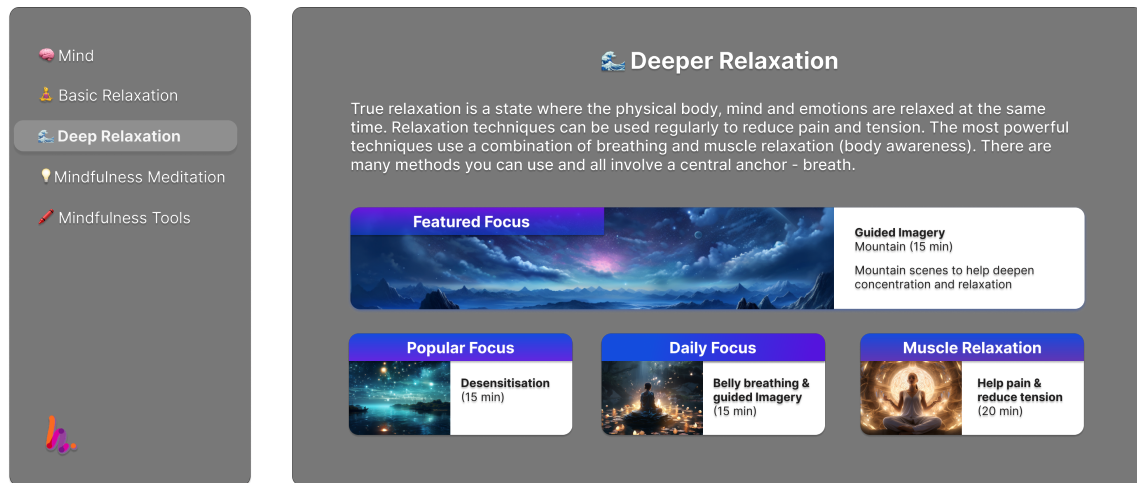 🧠 Mind
🧘 Basic Relaxation
🌊 Deep Relaxation
💡Mindfulness Meditation
🧨 Mindfulness Tools
h.
🌊 Deeper Relaxation
True relaxation is a state where the physical body, mind and emotions are relaxed at the same
time. Relaxation techniques can be used regularly to reduce pain and tension. The most powerful
techniques use a combination of breathing and muscle relaxation (body awareness). There are
many methods you can use and all involve a central anchor - breath.
Featured Focus
Guided Imagery
Mountain (15 min)
Mountain scenes to help deepen
concentration and relaxation
Popular Focus
Desensitisation
(15 min)
Daily Focus
Belly breathing &
guided Imagery
(15 min)
Muscle Relaxation
Help pain &
reduce tension
(20 min)